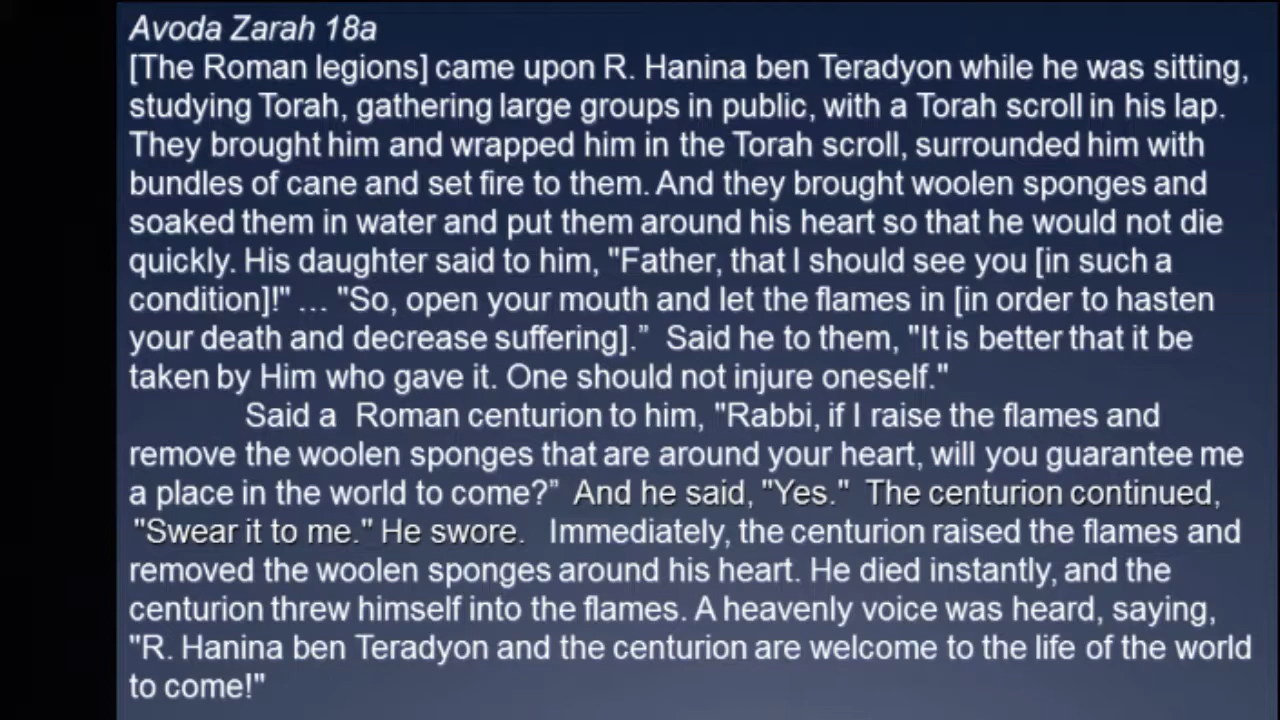 Avoda Zarah 18a
[The Roman legions] came upon R. Hanina ben Teradyon while he was sitting,
studying Torah, gathering large groups in public, with a Torah scroll in his lap.
They brought him and wrapped him in the Torah scroll, surrounded him with
bundles of cane and set fire to them. And they brought woolen sponges and
soaked them in water and put them around his heart so that he would not die
quickly. His daughter said to him, "Father, that I should see you [in such a
condition]!" … "So, open your mouth and let the flames in [in order to hasten
your death and decrease suffering].” Said he to them, "It is better that it be
taken by Him who gave it. One should not injure oneself."
Said a Roman centurion to him, "Rabbi, if I raise the flames and
remove the woolen sponges that are around your heart, will you guarantee me
a place in the world to come?” And he said, "Yes." The centurion continued,
"Swear it to me." He swore. Immediately, the centurion raised the flames and
removed the woolen sponges around his heart. He died instantly, and the
centurion threw himself into the flames. A heavenly voice was heard, saying,
"R. Hanina ben Teradyon and the centurion are welcome to the life of the world
to come!"